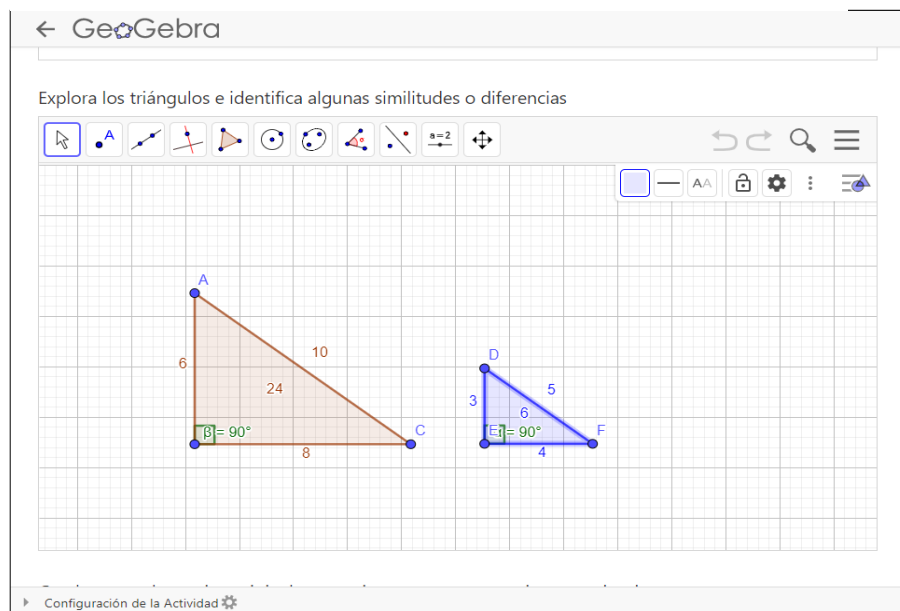 GeoGebra
Explora los triángulos e identifica algunas similitudes o diferencias
A
a=2
AA
A
6
10
24
β = 90°
C
8
D
3
5
6
E
= 90°
F
4
Configuración de la Actividad